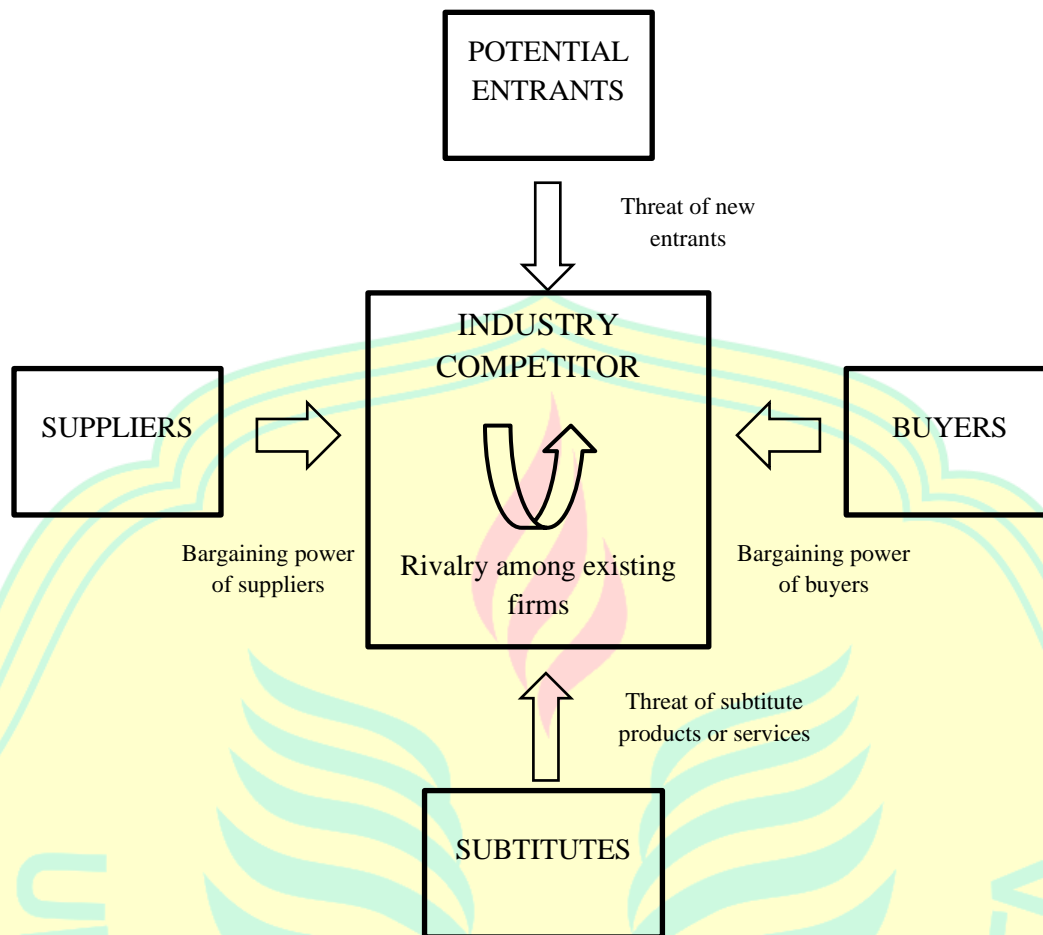 POTENTIAL
ENTRANTS
Threat of new
entrants
INDUSTRY
COMPETITOR
SUPPLIERS
BUYERS
Bargaining power
of suppliers
Rivalry among existing
firms
Bargaining power
of buyers
Threat of subtitute
products or services
SUBTITUTES
U